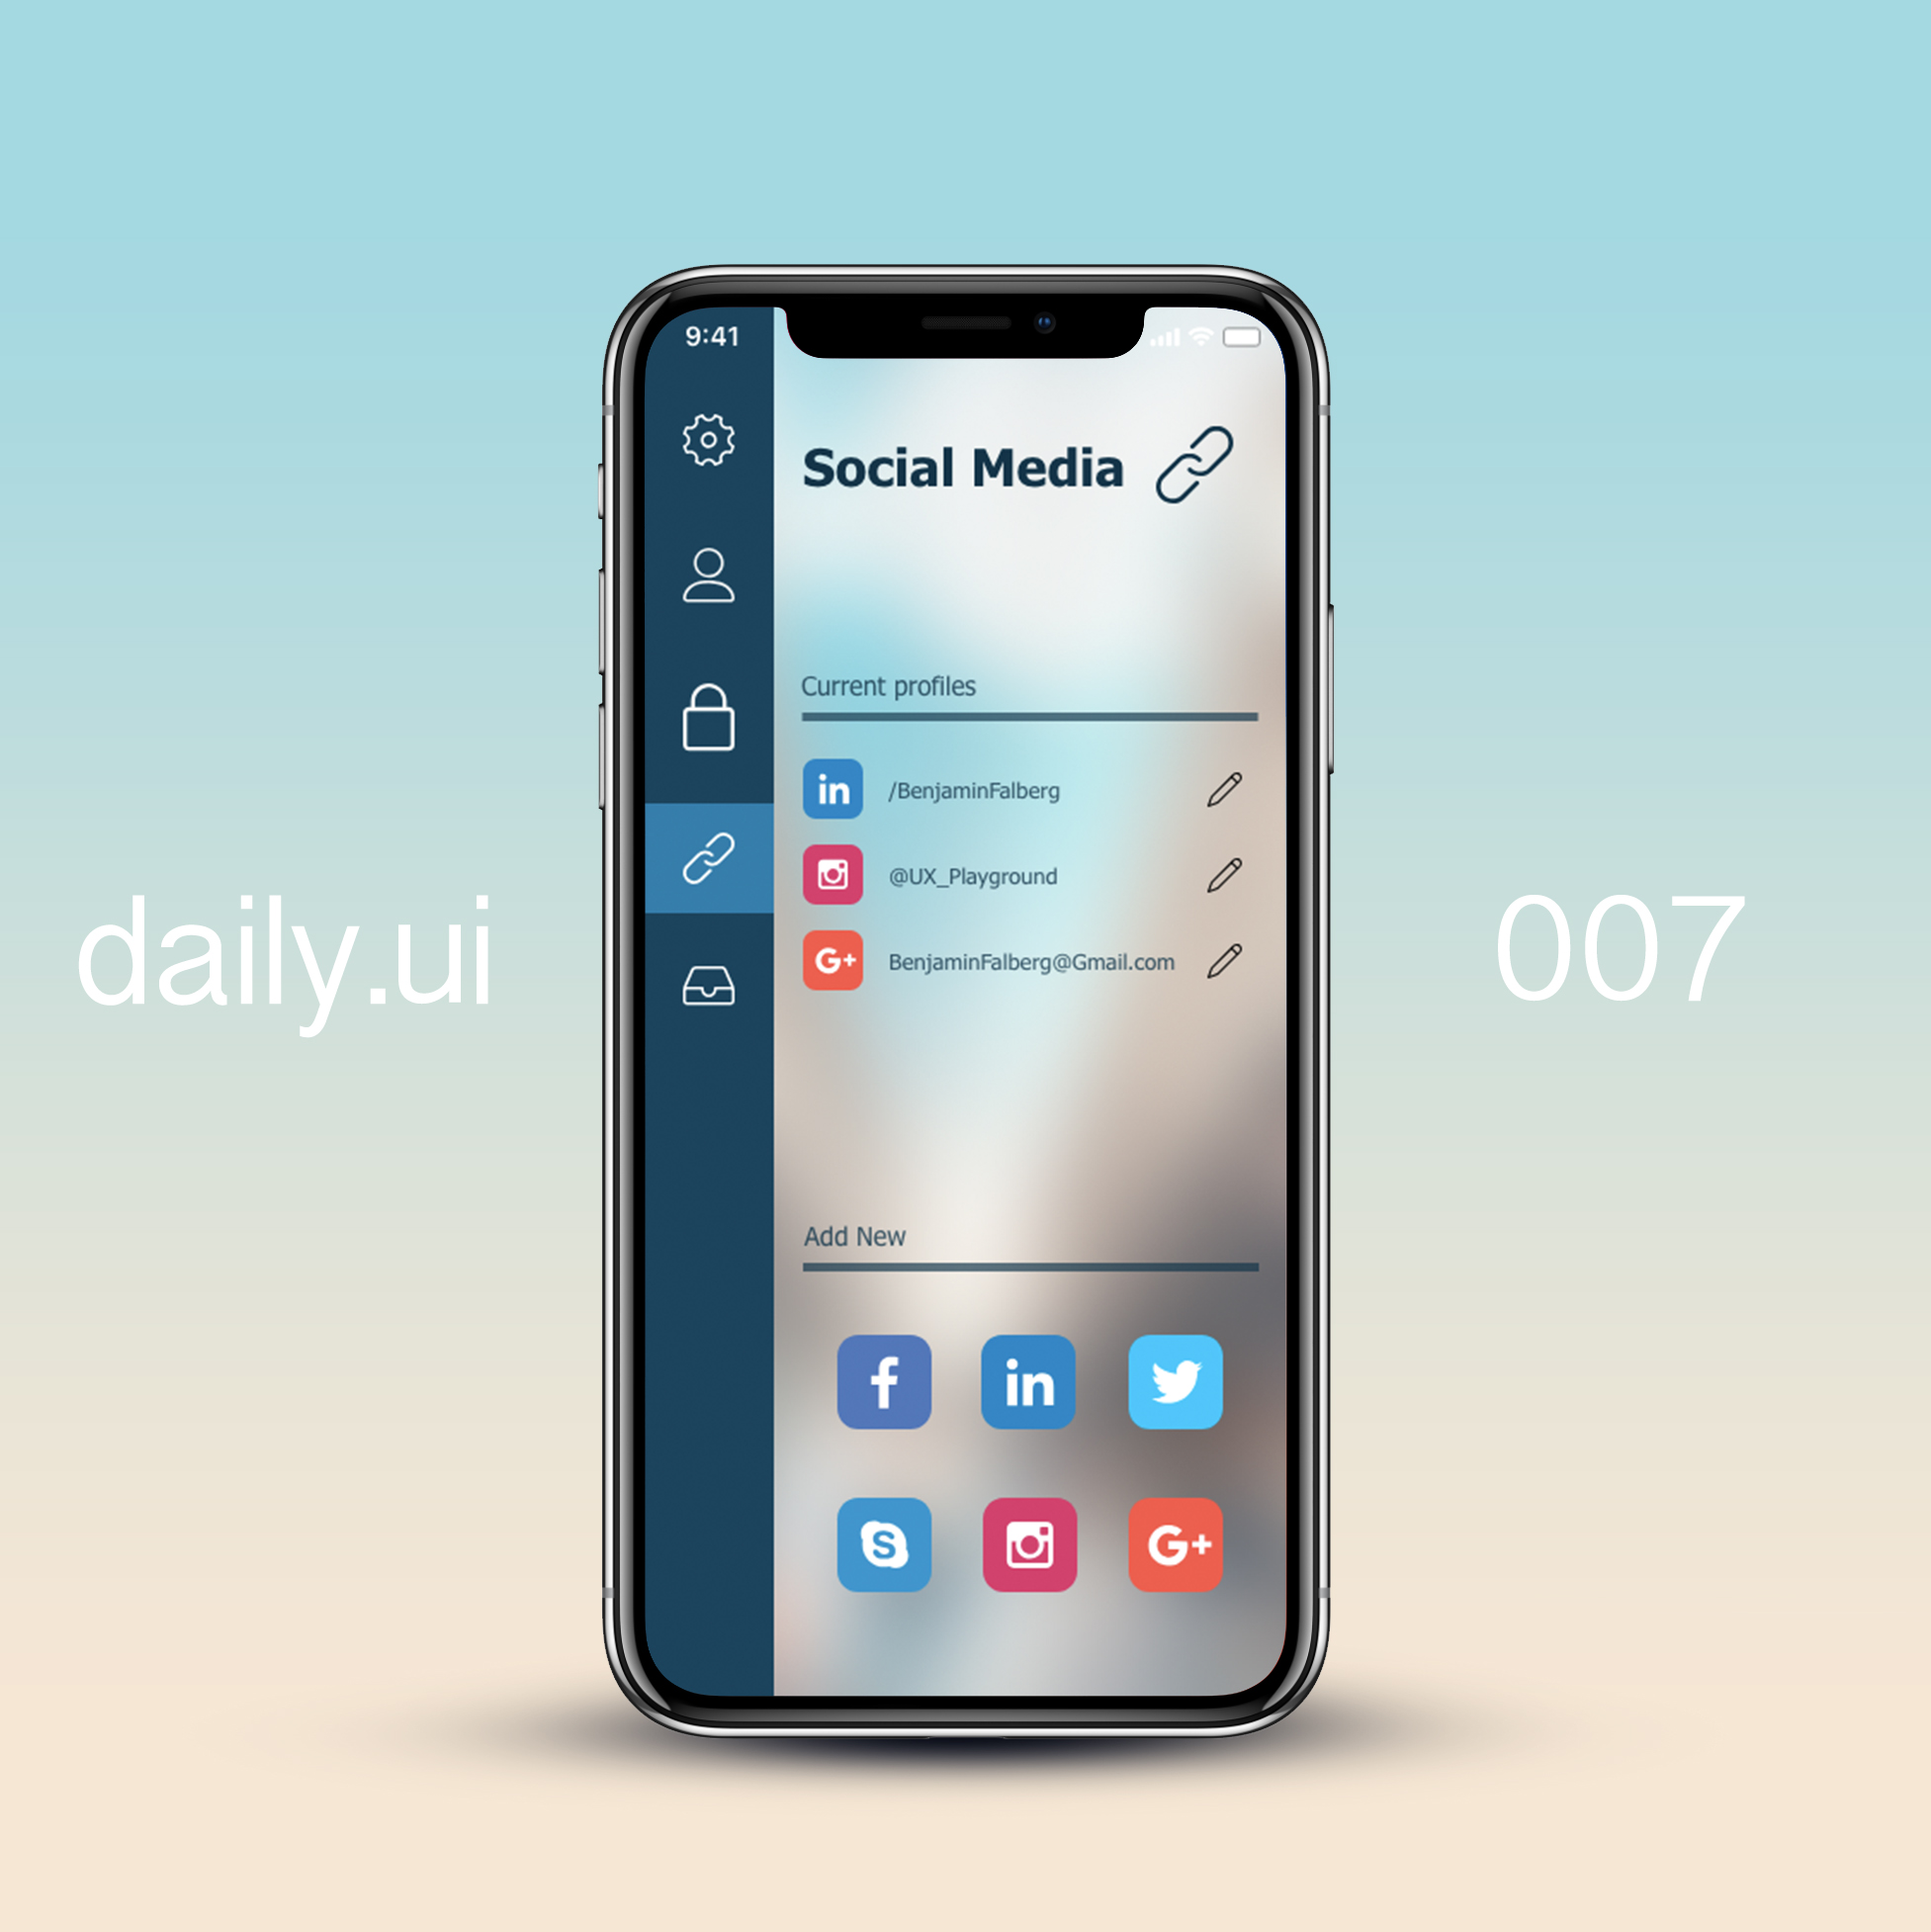 9:41
Social Media
Current profiles
in /BenjaminFalberg
@UX_Playground
G+ BenjaminFalberg@Gmail.com
daily.ui
007
Add New
f in
S G+